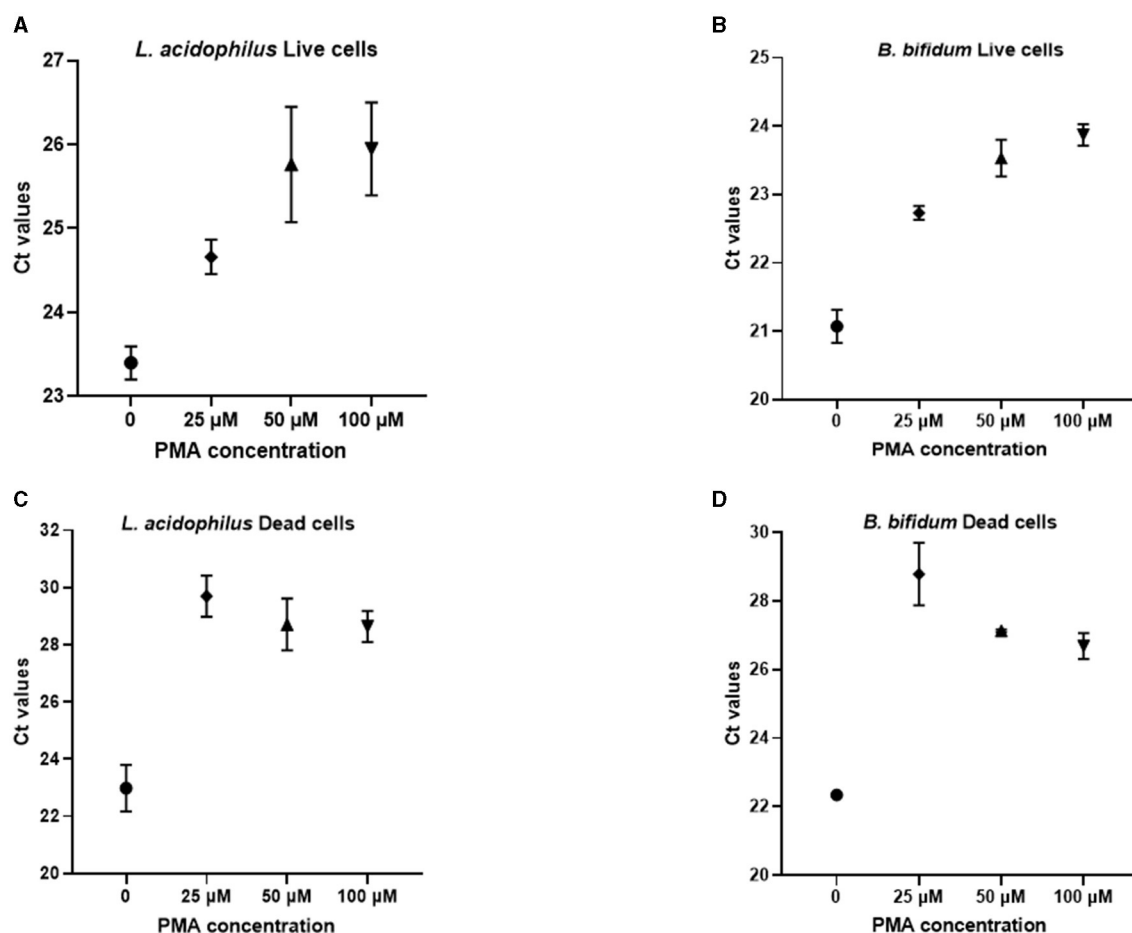 A
L. acidophilus Live cells
27
26
25
24
23
Ct values
0 25 µM 50 µM 100 µM
PMA concentration
B
B. bifidum Live cells
25
24
23
22
21
20
Ct values
0 25 µM 50 µM 100 µM
PMA concentration
C
L. acidophilus Dead cells
32
30
28
26
24
22
20
Ct values
0 25 µM 50 µM 100 µM
PMA concentration
D
B. bifidum Dead cells
30
28
26
24
22
20
Ct values
0 25 µM 50 µM 100 µM
PMA concentration